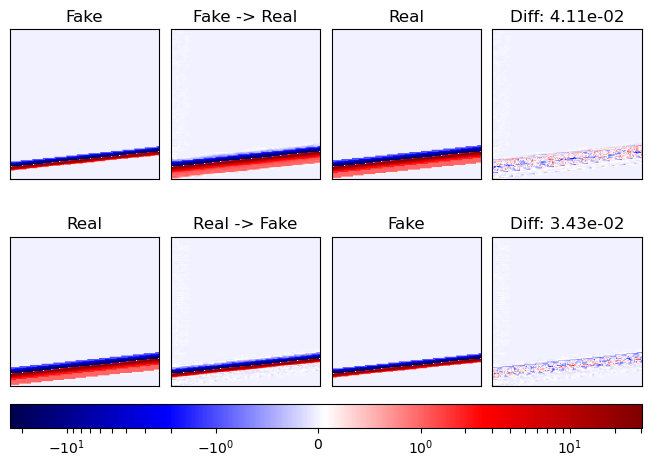 Fake Fake -> Real Real Diff: 4.11e-02
Real Real -> Fake Fake Diff: 3.43e-02
−10¹ −10⁰ 0 10⁰ 10¹